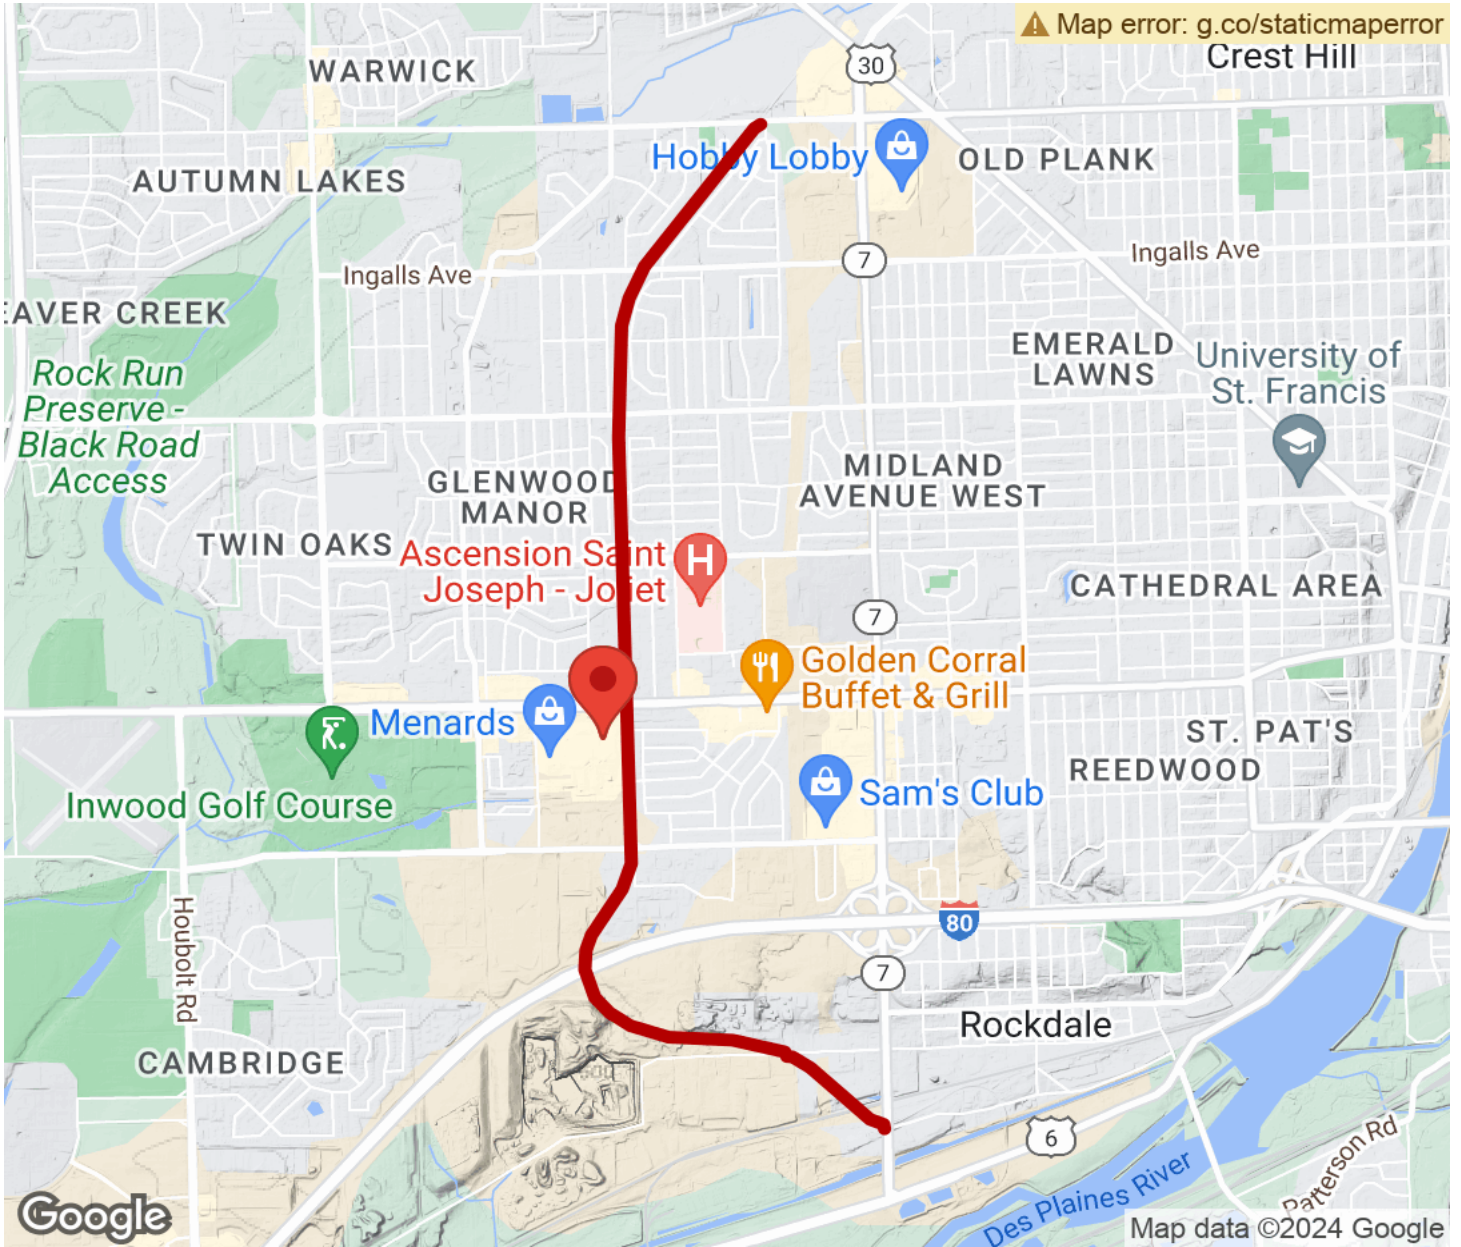 Map error: g.co/staticmaperror
WARWICK
30
Crest Hill
Hobby Lobby
OLD PLANK
AUTUMN LAKES
Ingalls Ave
7
Ingalls Ave
EAVER CREEK
EMERALD
LAWNS
University of
St. Francis
Rock Run
Preserve -
Black Road
Access
GLENWOOD
MANOR
MIDLAND
AVENUE WEST
TWIN OAKS
Ascension Saint
Joseph - Joliet
H
CATHEDRAL AREA
7
Golden Corral
Buffet & Grill
Menards
ST. PAT'S
REEDWOOD
Inwood Golf Course
Sam's Club
Houbolt Rd
80
7
Rockdale
CAMBRIDGE
6
Patterson Rd
Des Plaines River
Google
Map data ©2024 Google